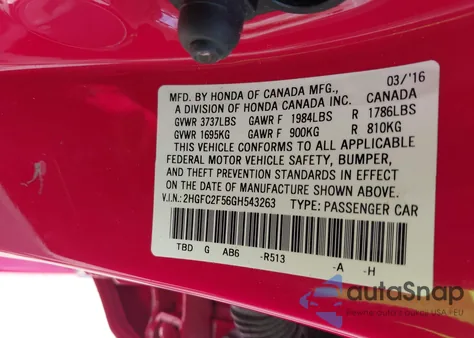 MFD. BY HONDA OF CANADA MFG., 03/'16
A DIVISION OF HONDA CANADA INC. CANADA
GVWR 3737LBS GAWR F 1984LBS R 1786LBS
GVWR 1695KG GAWR F 900KG R 810KG
THIS VEHICLE CONFORMS TO ALL APPLICABLE
FEDERAL MOTOR VEHICLE SAFETY, BUMPER,
AND THEFT PREVENTION STANDARDS IN EFFECT
ON THE DATE OF MANUFACTURE SHOWN ABOVE.
V.I.N.: 2HGFC2F56GH543263 TYPE: PASSENGER CAR
TBD G AB6 -R513 -A -H
autoSnap